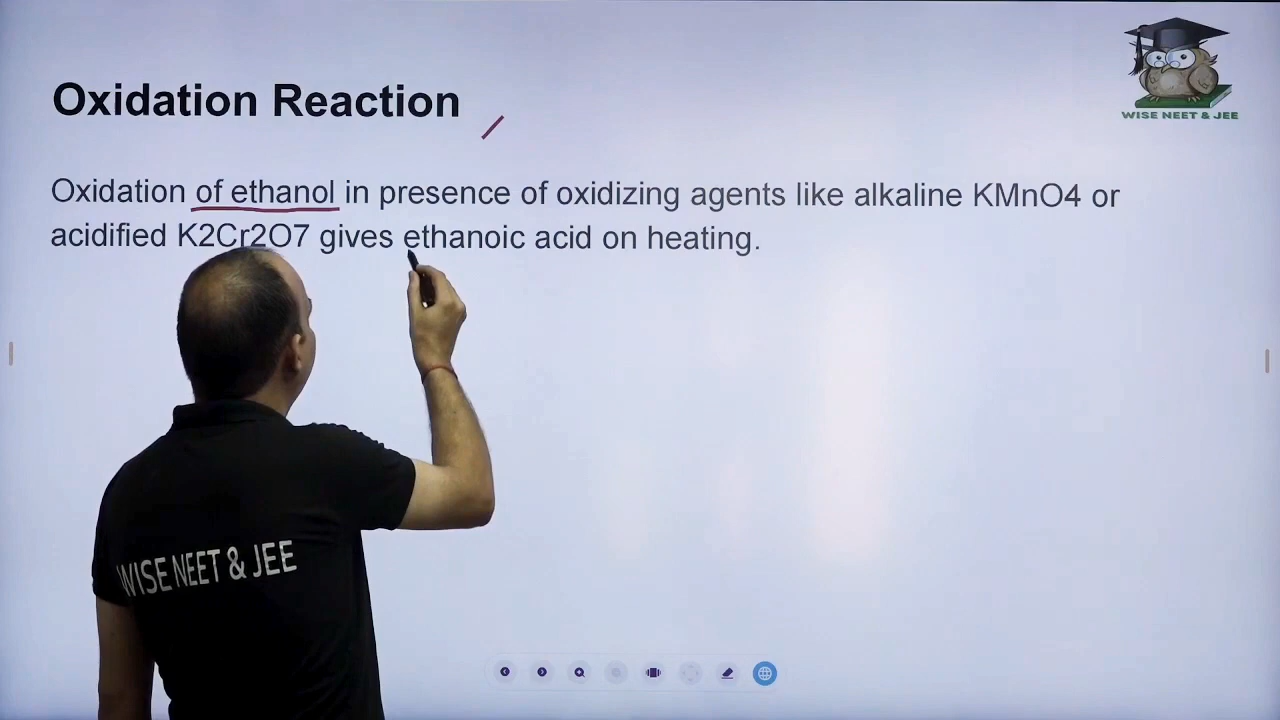 Oxidation Reaction
WISE NEET & JEE
Oxidation of ethanol in presence of oxidizing agents like alkaline KMnO4 or
acidified K2Cr2O7 gives ethanoic acid on heating.
WISE NEET & JEE